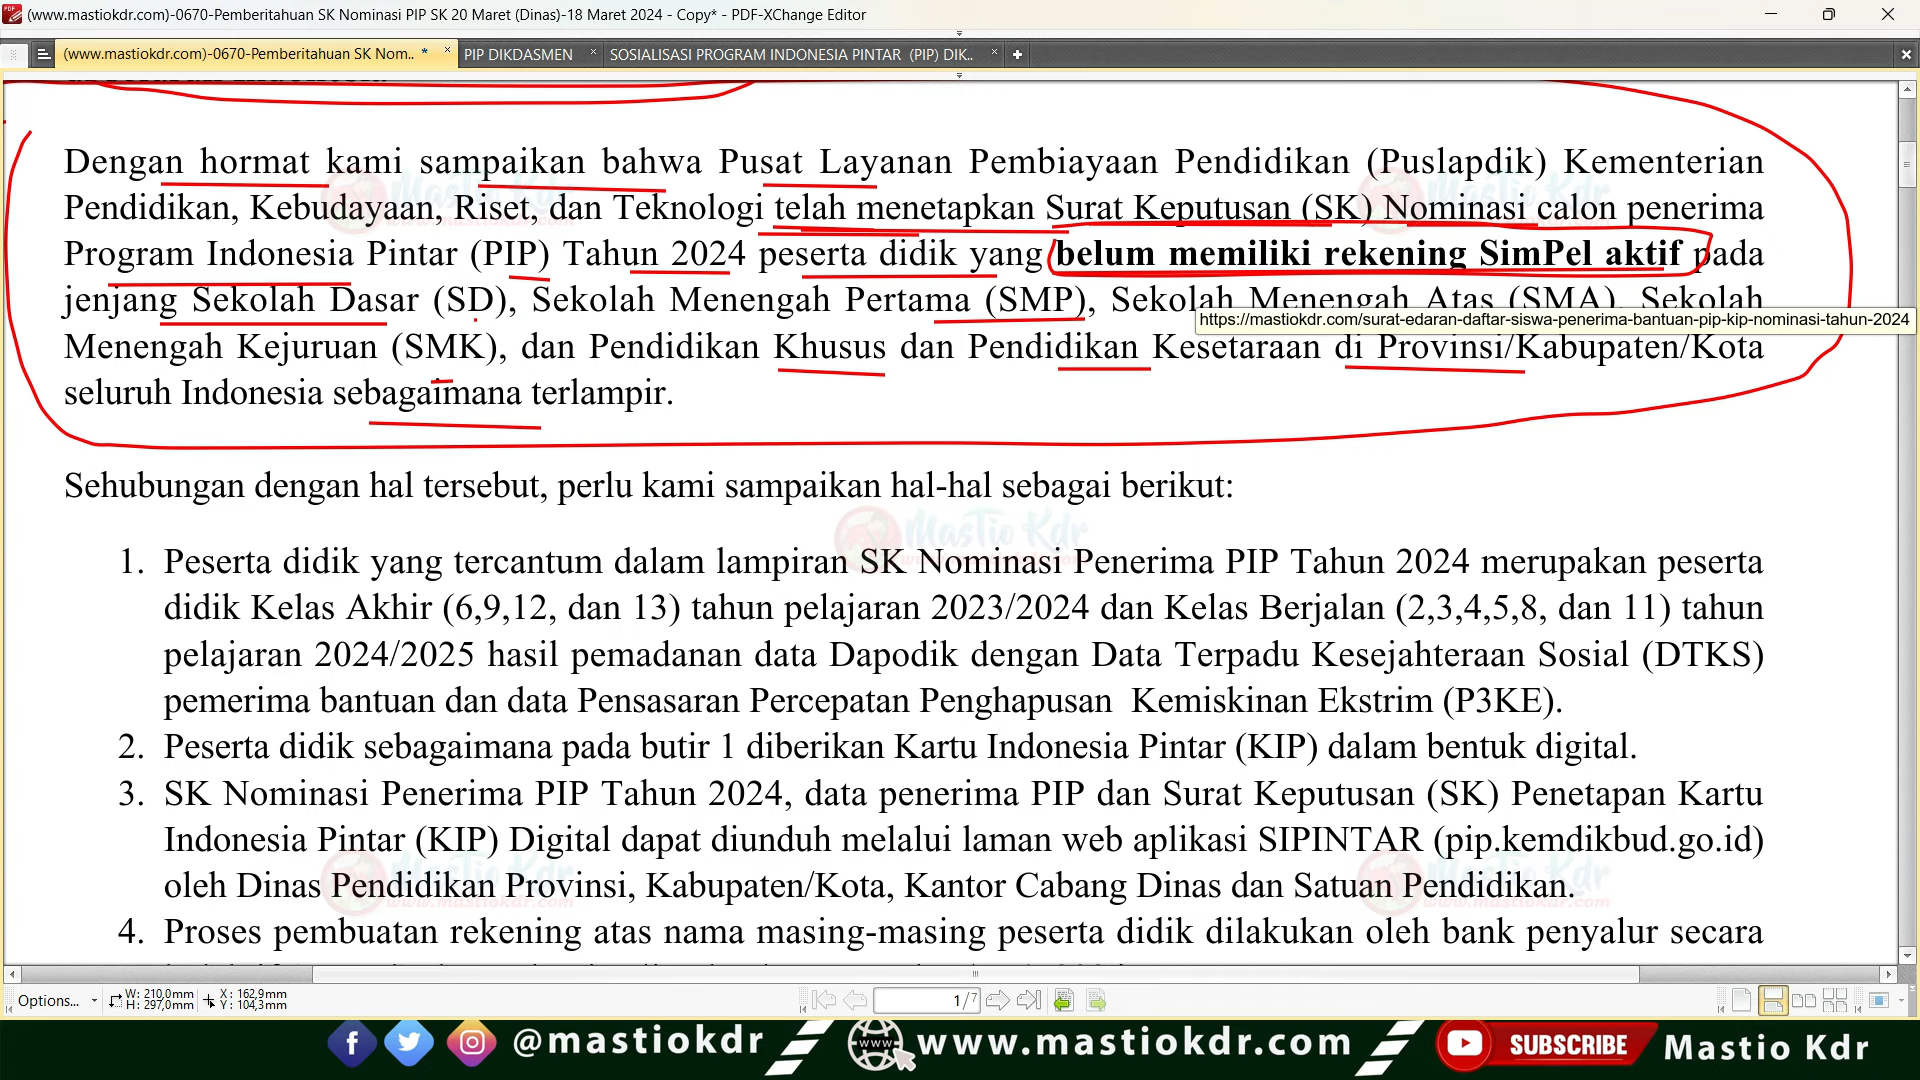 (www.mastiokdr.com)-0670-Pemberitahuan SK Nominasi PIP SK 20 Maret (Dinas)-18 Maret 2024 - Copy* - PDF-XChange Editor
(www.mastiokdr.com)-0670-Pemberitahuan SK Nom.. * × PIP DIKDASMEN × SOSIALISASI PROGRAM INDONESIA PINTAR (PIP) DIK.. ×
Dengan hormat kami sampaikan bahwa Pusat Layanan Pembiayaan Pendidikan (Puslapdik) Kementerian
Pendidikan, Kebudayaan, Riset, dan Teknologi telah menetapkan Surat Keputusan (SK) Nominasi calon penerima
Program Indonesia Pintar (PIP) Tahun 2024 peserta didik yang belum memiliki rekening SimPel aktif pada
jenjang Sekolah Dasar (SD), Sekolah Menengah Pertama (SMP), Sekolah Menengah Atas (SMA), Sekolah
https://mastiokdr.com/surat-edaran-daftar-siswa-penerima-bantuan-pip-kip-nominasi-tahun-2024
Menengah Kejuruan (SMK), dan Pendidikan Khusus dan Pendidikan Kesetaraan di Provinsi/Kabupaten/Kota
seluruh Indonesia sebagaimana terlampir.
Sehubungan dengan hal tersebut, perlu kami sampaikan hal-hal sebagai berikut:
1. Peserta didik yang tercantum dalam lampiran SK Nominasi Penerima PIP Tahun 2024 merupakan peserta
didik Kelas Akhir (6,9,12, dan 13) tahun pelajaran 2023/2024 dan Kelas Berjalan (2,3,4,5,8, dan 11) tahun
pelajaran 2024/2025 hasil pemadanan data Dapodik dengan Data Terpadu Kesejahteraan Sosial (DTKS)
pemerima bantuan dan data Pensasaran Percepatan Penghapusan Kemiskinan Ekstrim (P3KE).
2. Peserta didik sebagaimana pada butir 1 diberikan Kartu Indonesia Pintar (KIP) dalam bentuk digital.
3. SK Nominasi Penerima PIP Tahun 2024, data penerima PIP dan Surat Keputusan (SK) Penetapan Kartu
Indonesia Pintar (KIP) Digital dapat diunduh melalui laman web aplikasi SIPINTAR (pip.kemdikbud.go.id)
oleh Dinas Pendidikan Provinsi, Kabupaten/Kota, Kantor Cabang Dinas dan Satuan Pendidikan.
4. Proses pembuatan rekening atas nama masing-masing peserta didik dilakukan oleh bank penyalur secara
Options... W: 210,0mm H: 297,0mm X: 162,9mm Y: 104,3mm 1/7
@mastiokdr www www.mastiokdr.com SUBSCRIBE Mastio Kdr